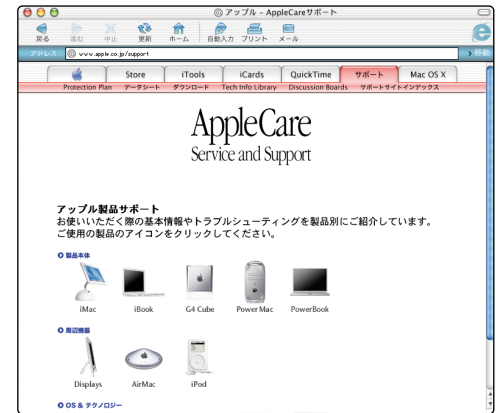 アップル - AppleCareサポート
戻る 進む 中止 更新 ホーム 自動入力 プリント メール
アドレス: www.apple.co.jp/support 移動
Store iTools iCards QuickTime サポート Mac OS X
Protection Plan データシート ダウンロード Tech Info Library Discussion Boards サポートサイトインデックス
AppleCare
Service and Support
アップル製品サポート
お使いいただく際の基本情報やトラブルシューティングを製品別にご紹介しています。
ご使用の製品のアイコンをクリックしてください。
製品本体
iMac iBook G4 Cube Power Mac PowerBook
周辺機器
Displays AirMac iPod
OS & テクノロジー